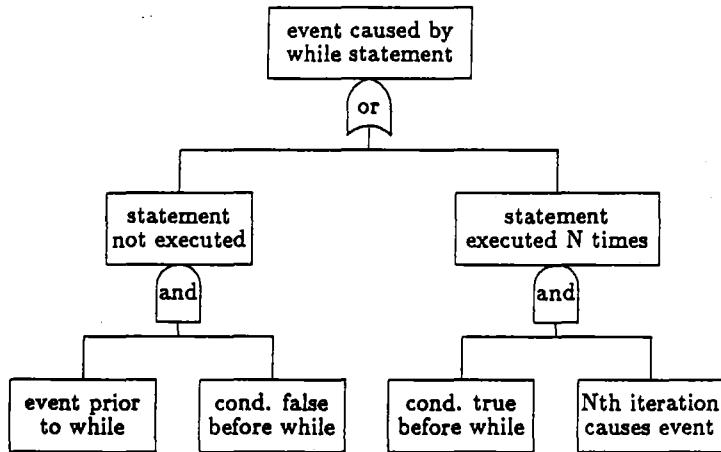 event caused by
while statement
or
statement
not executed
statement
executed N times
and
and
event prior
to while
cond. false
before while
cond. true
before while
Nth iteration
causes event